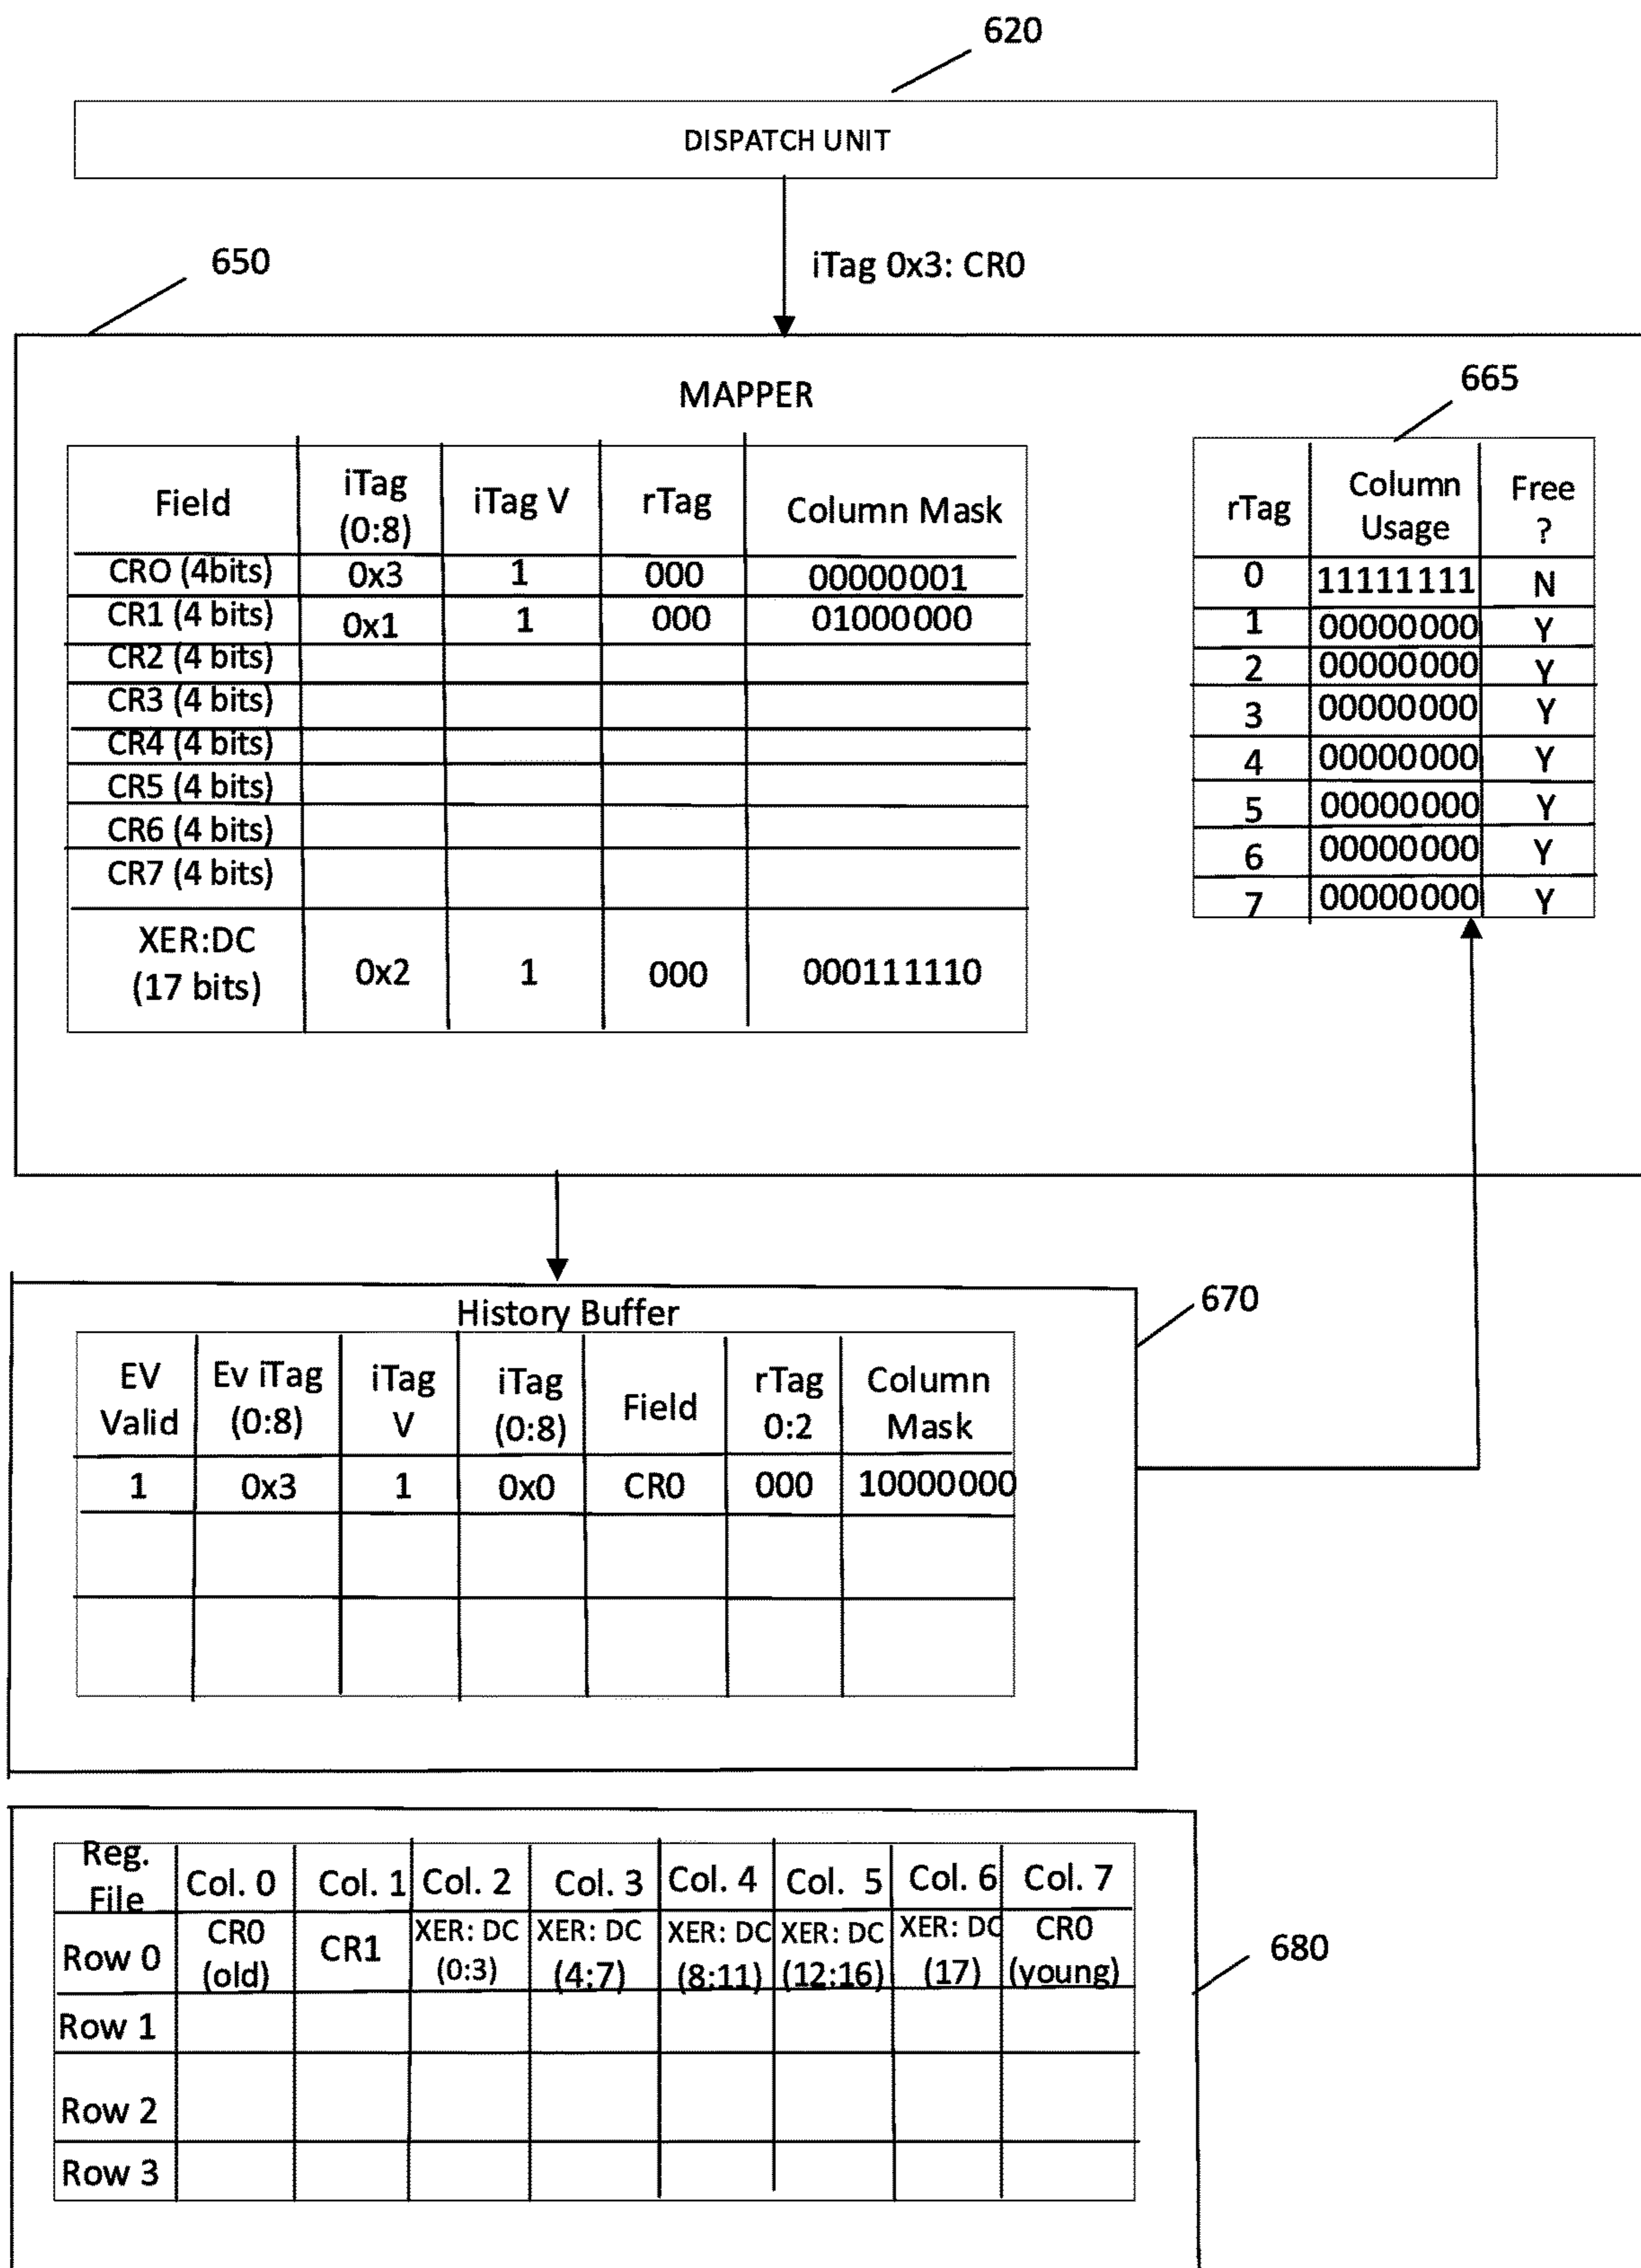 620
DISPATCH UNIT
650
iTag 0x3: CR0
MAPPER
665
Field iTag (0:8) iTag V rTag Column Mask
CRO (4bits) 0x3 1 000 00000001
CR1 (4 bits) 0x1 1 000 01000000
CR2 (4 bits)
CR3 (4 bits)
CR4 (4 bits)
CR5 (4 bits)
CR6 (4 bits)
CR7 (4 bits)
XER:DC (17 bits) 0x2 1 000 000111110
rTag Column Usage Free ?
0 11111111 N
1 00000000 Y
2 00000000 Y
3 00000000 Y
4 00000000 Y
5 00000000 Y
6 00000000 Y
7 00000000 Y
670
History Buffer
EV Valid Ev iTag (0:8) iTag V iTag (0:8) Field rTag 0:2 Column Mask
1 0x3 1 0x0 CR0 000 10000000
Reg. File Col. 0 Col. 1 Col. 2 Col. 3 Col. 4 Col. 5 Col. 6 Col. 7
Row 0 CR0 (old) CR1 XER: DC (0:3) XER: DC (4:7) XER: DC (8:11) XER: DC (12:16) XER: DC (17) CR0 (young)
680
Row 1
Row 2
Row 3